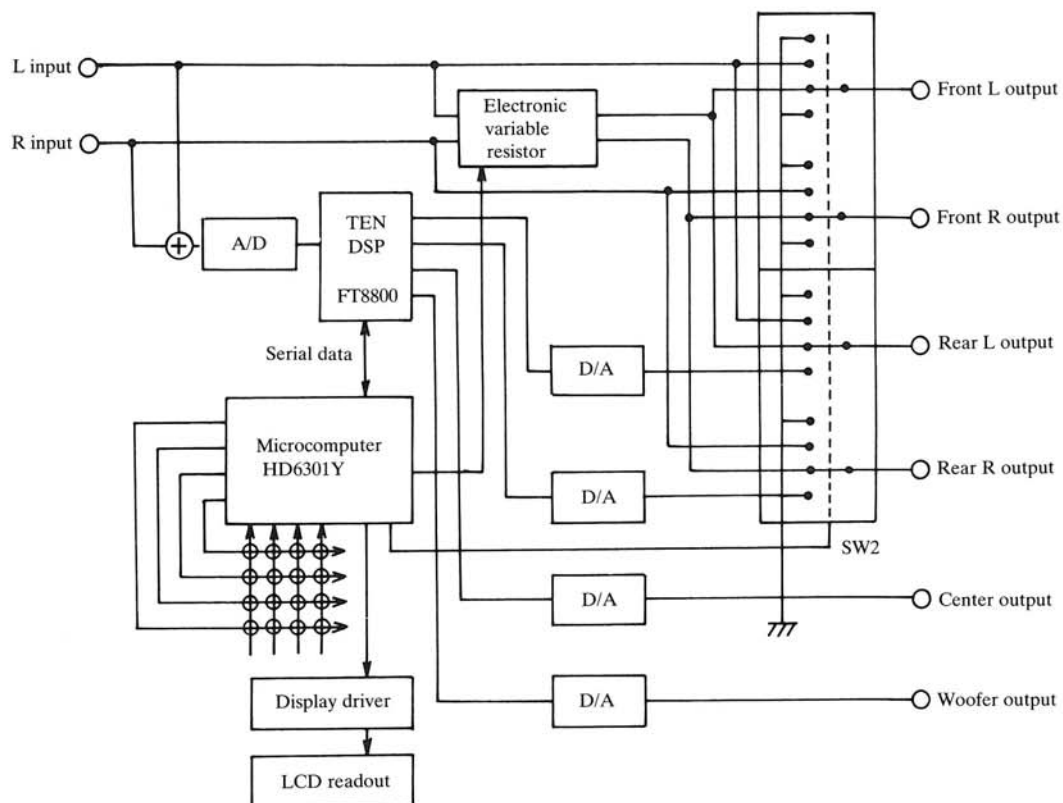 L input
R input
Electronic
variable
resistor
Front L output
Front R output
TEN
DSP
FT8800
A/D
Serial data
D/A
Rear L output
Microcomputer
HD6301Y
D/A
Rear R output
SW2
D/A
Center output
Display driver
D/A
Woofer output
LCD readout